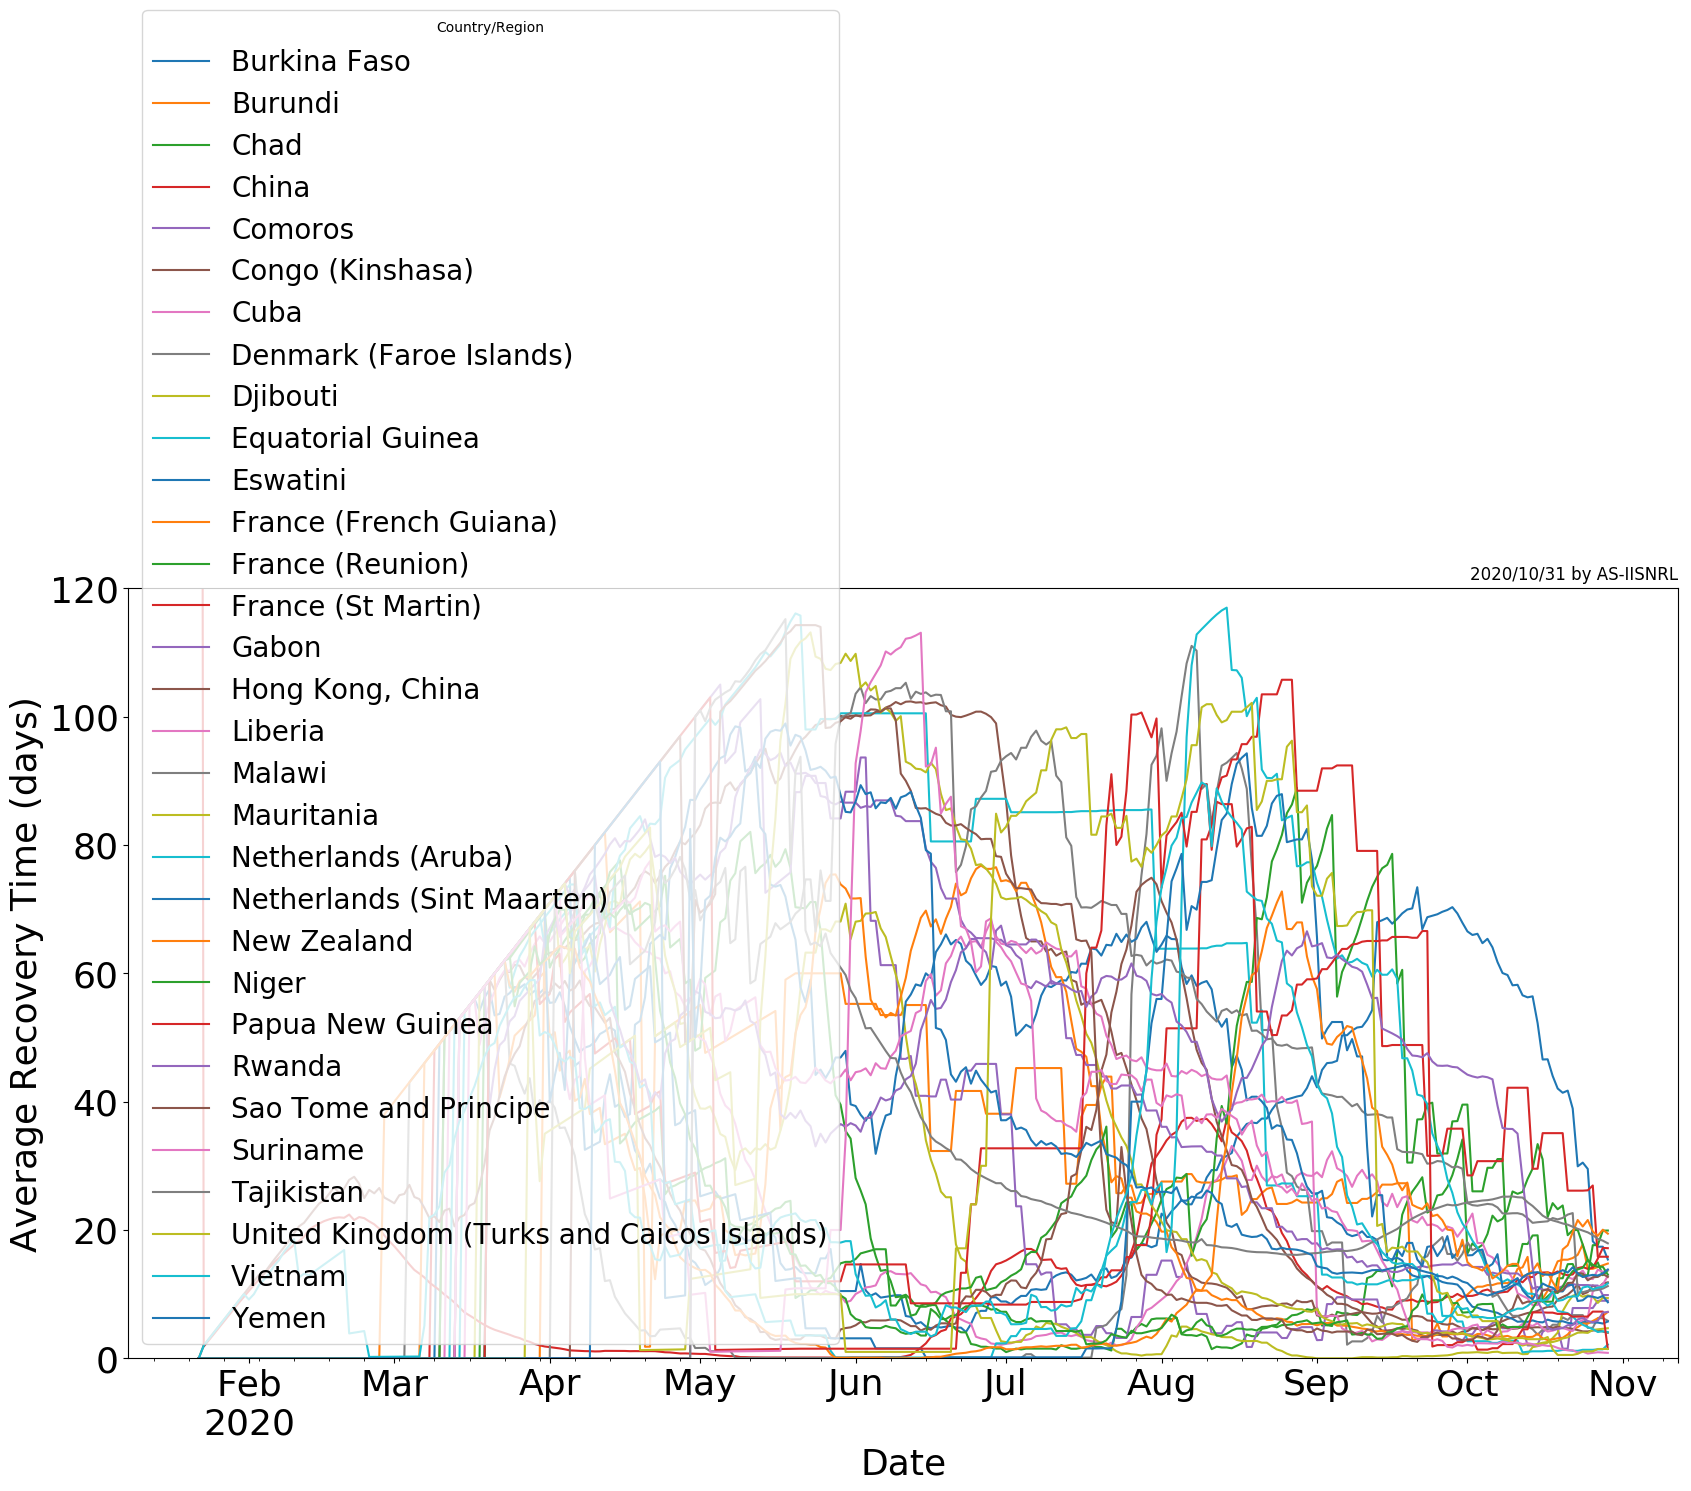 Country/Region
Burkina Faso
Burundi
Chad
China
Comoros
Congo (Kinshasa)
Cuba
Denmark (Faroe Islands)
Djibouti
Equatorial Guinea
Eswatini
France (French Guiana)
France (Reunion)
France (St Martin)
Gabon
Hong Kong, China
Liberia
Malawi
Mauritania
Netherlands (Aruba)
Netherlands (Sint Maarten)
New Zealand
Niger
Papua New Guinea
Rwanda
Sao Tome and Principe
Suriname
Tajikistan
United Kingdom (Turks and Caicos Islands)
Vietnam
Yemen
2020/10/31 by AS-IISNRL
120
100
80
60
40
20
0
Average Recovery Time (days)
Feb Mar Apr May Jun Jul Aug Sep Oct Nov
2020
Date